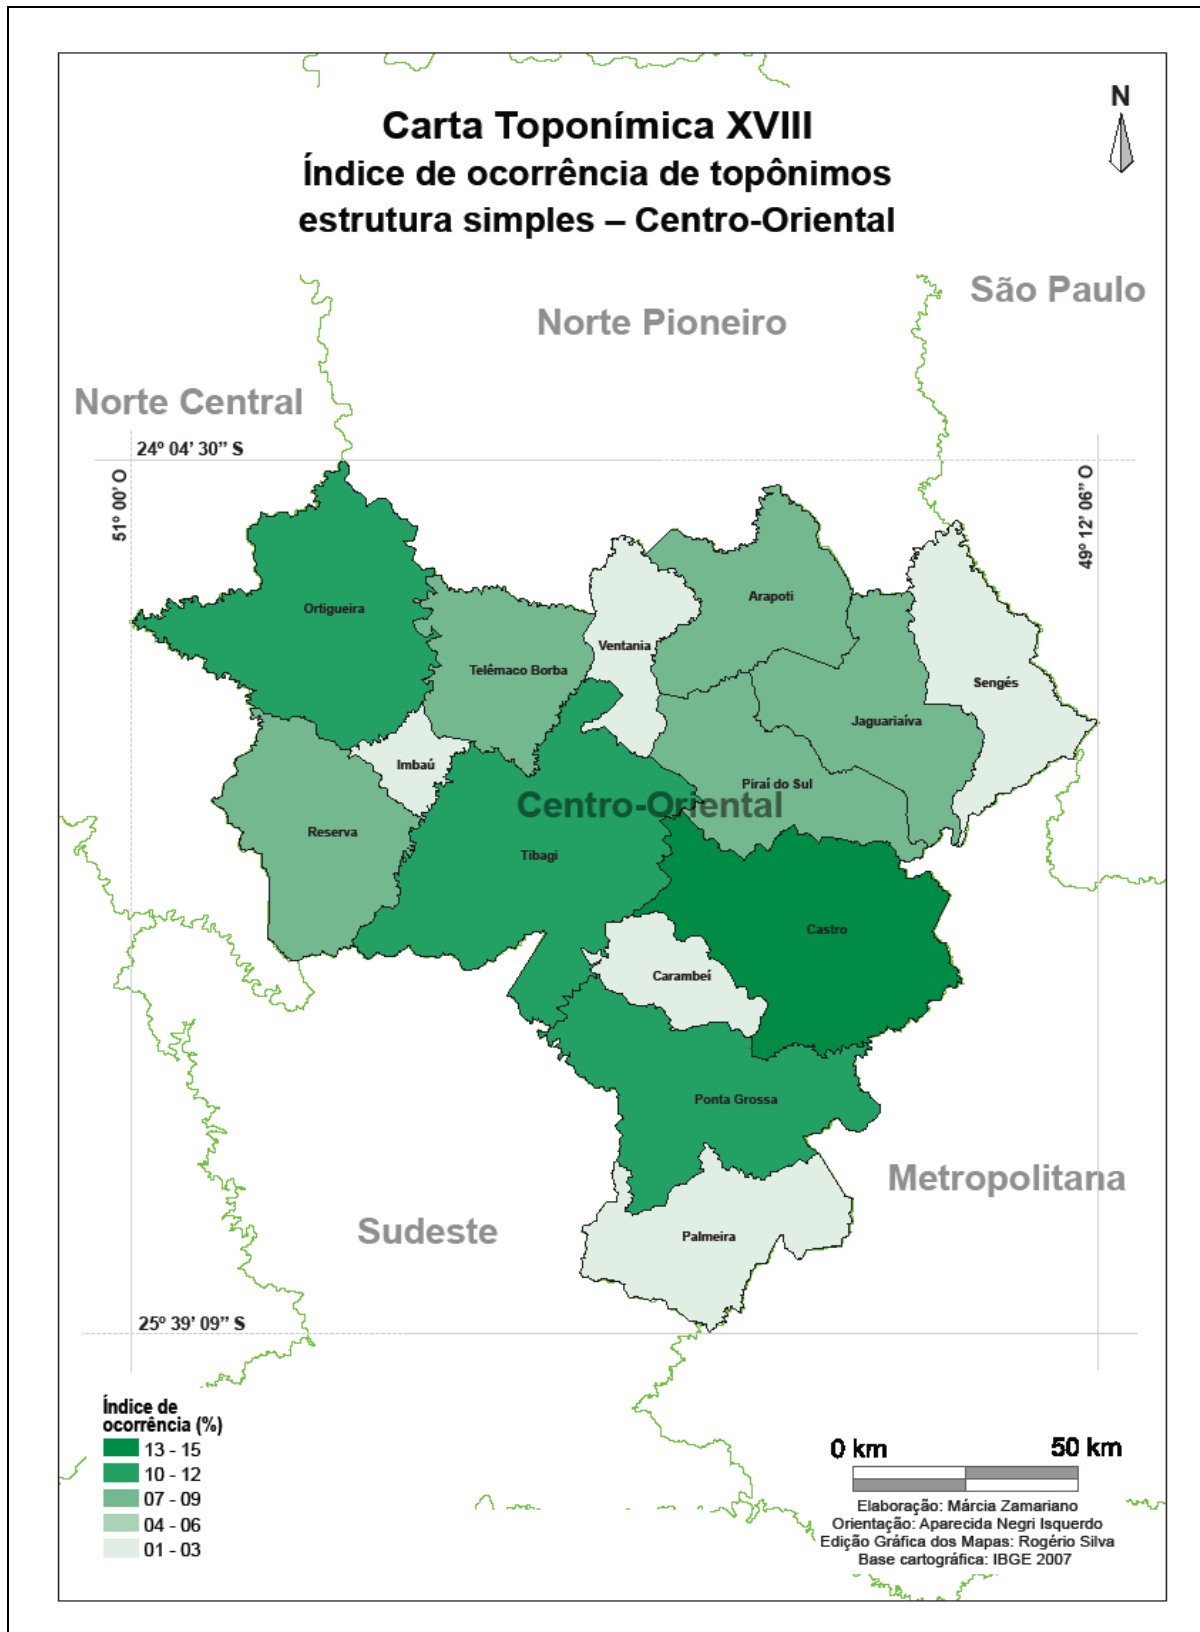 N
Carta Toponímica XVIII
Índice de ocorrência de topônimos
estrutura simples – Centro-Oriental
São Paulo
Norte Pioneiro
Norte Central
24º 04' 30” S
51º 00' O
49º 12' 06” O
Ortigueira
Telêmaco Borba
Ventania
Arapoti
Sengés
Jaguariaíva
Imbaú
Piraí do Sul
Centro-Oriental
Reserva
Tibagi
Castro
Carambeí
Ponta Grossa
Metropolitana
Sudeste
Palmeira
25º 39' 09” S
Índice de
ocorrência (%)
13 - 15
10 - 12
07 - 09
04 - 06
01 - 03
0 km 50 km
Elaboração: Márcia Zamariano
Orientação: Aparecida Negri Isquerdo
Edição Gráfica dos Mapas: Rogério Silva
Base cartográfica: IBGE 2007